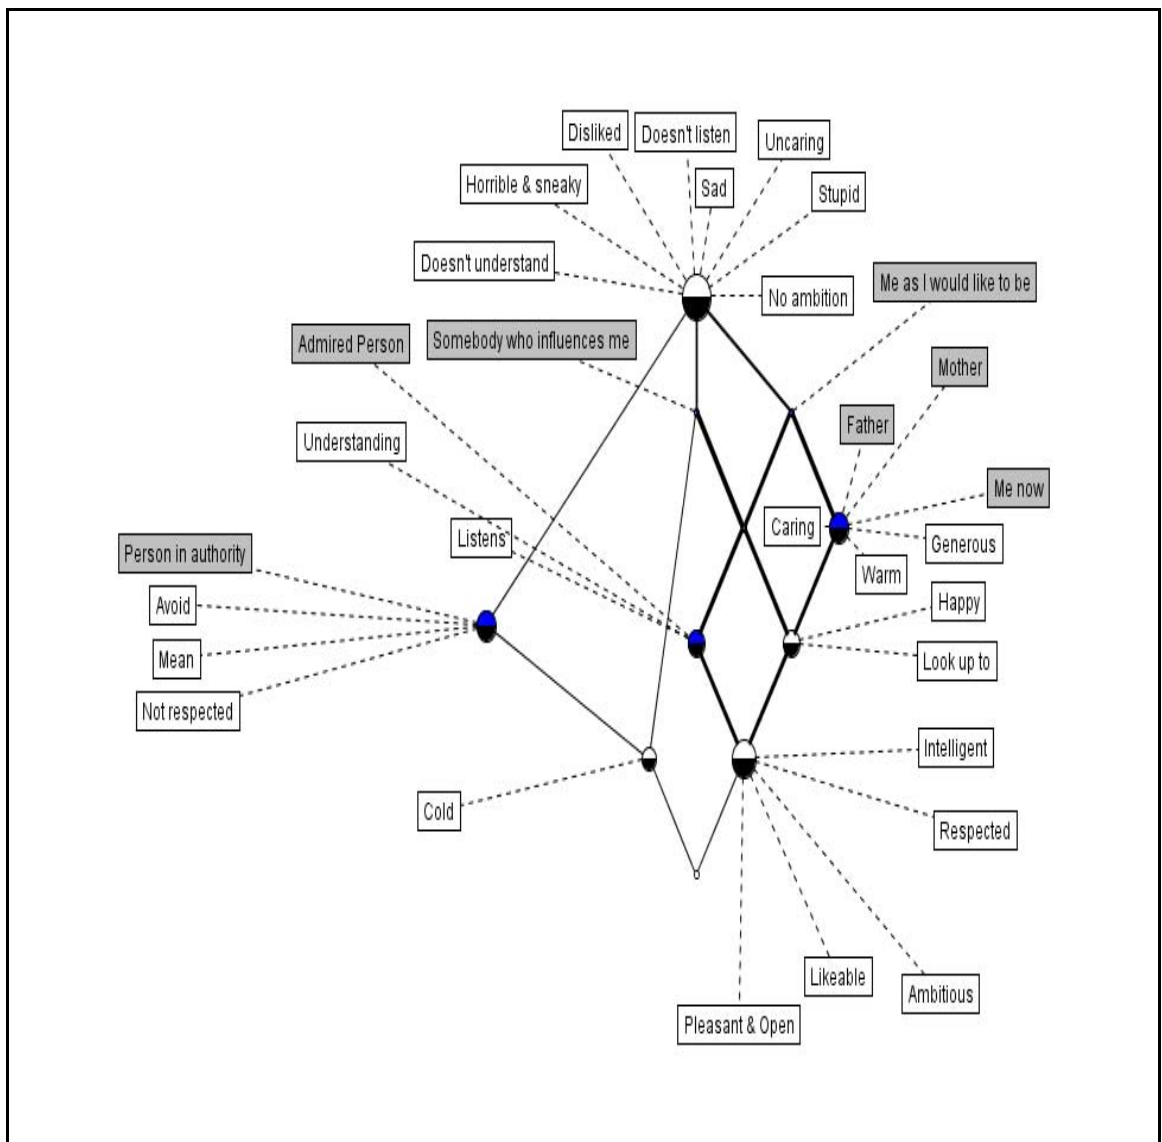 Disliked
Doesn't listen
Uncaring
Horrible & sneaky
Sad
Stupid
Doesn't understand
No ambition
Me as I would like to be
Admired Person
Somebody who influences me
Mother
Father
Understanding
Me now
Listens
Caring
Generous
Person in authority
Warm
Avoid
Happy
Mean
Look up to
Not respected
Intelligent
Cold
Respected
Likeable
Ambitious
Pleasant & Open